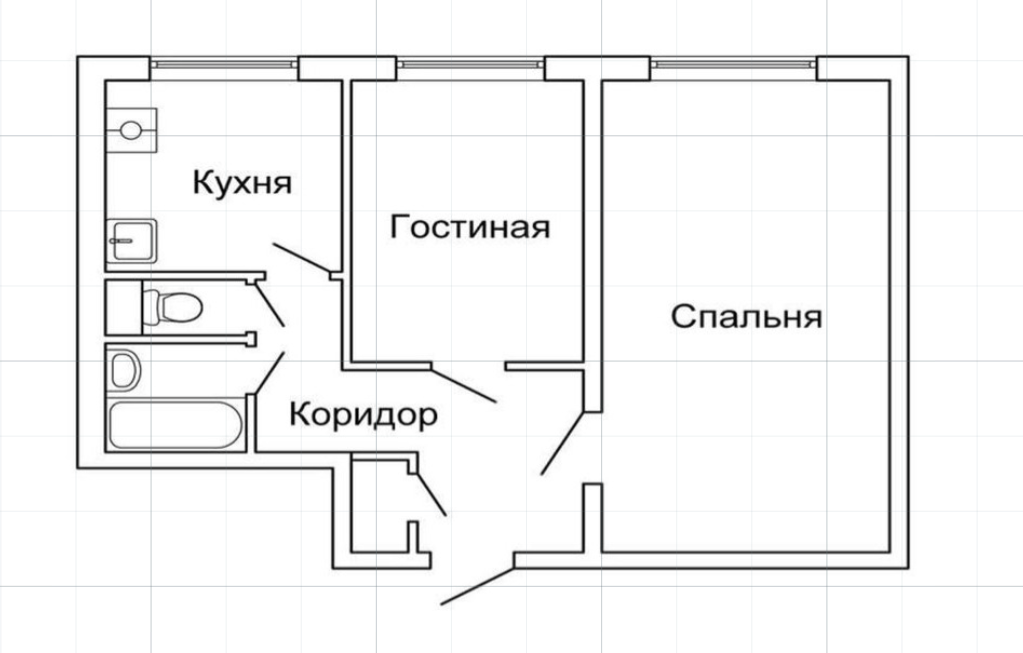 Кухня
Гостиная
Спальня
Коридор